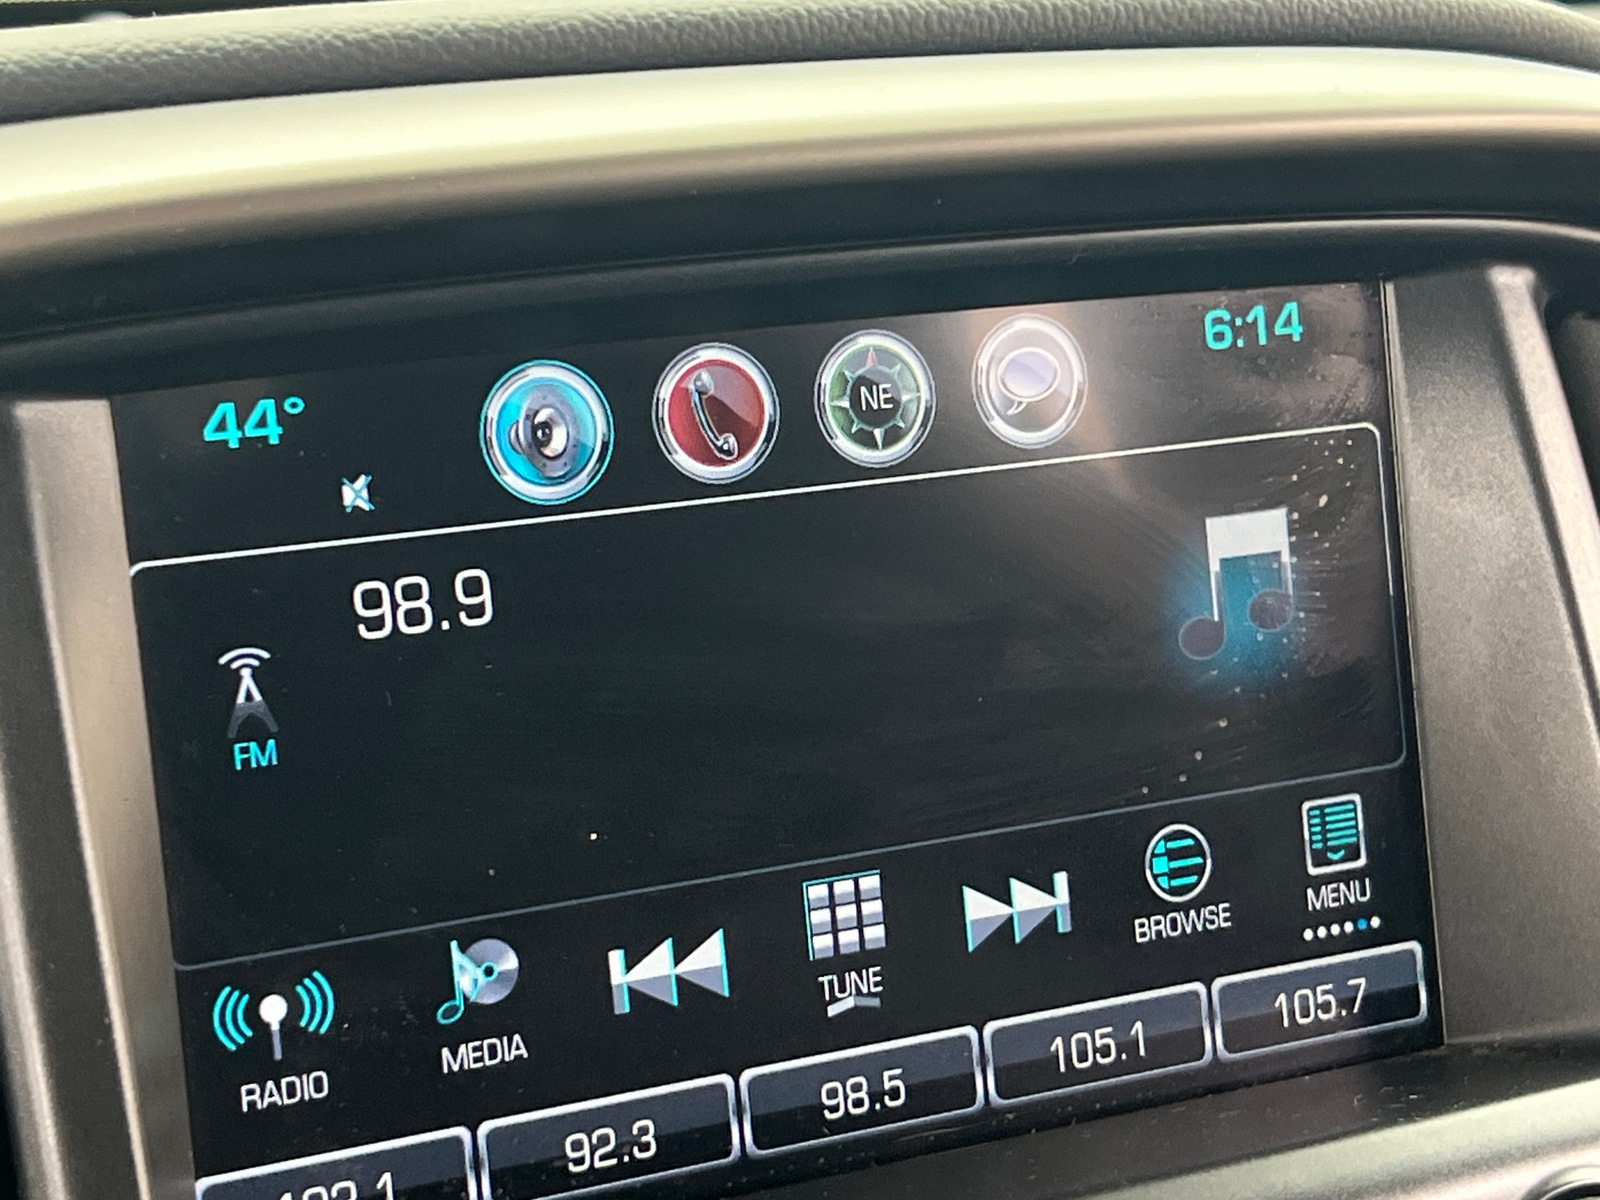 44°
NE
6:14
98.9
FM
RADIO
MEDIA
TUNE
BROWSE
MENU
92.3
98.5
105.1
105.7